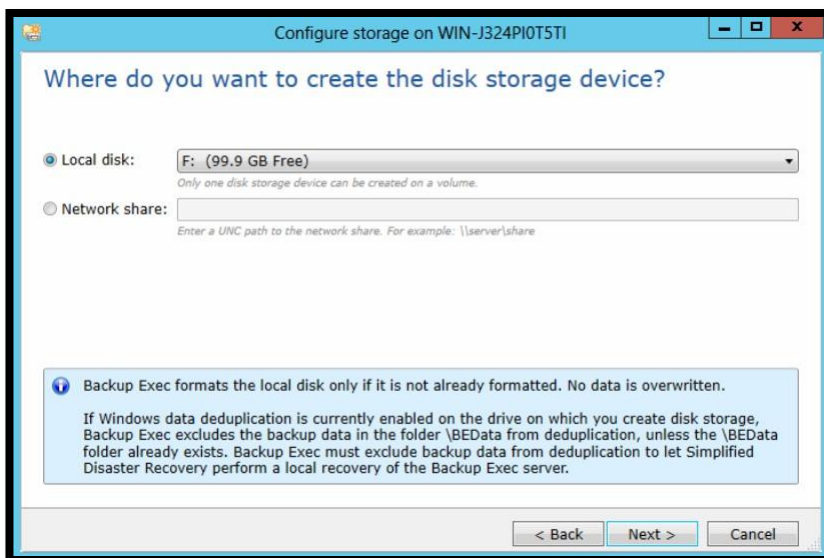 Configure storage on WIN-J324PI0T5TI
Where do you want to create the disk storage device?
Local disk:
F: (99.9 GB Free)
Only one disk storage device can be created on a volume.
Network share:
Enter a UNC path to the network share. For example: \\server\share
Backup Exec formats the local disk only if it is not already formatted. No data is overwritten.
If Windows data deduplication is currently enabled on the drive on which you create disk storage,
Backup Exec excludes the backup data in the folder \BEData from deduplication, unless the \BEData
folder already exists. Backup Exec must exclude backup data from deduplication to let Simplified
Disaster Recovery perform a local recovery of the Backup Exec server.
< Back
Next >
Cancel